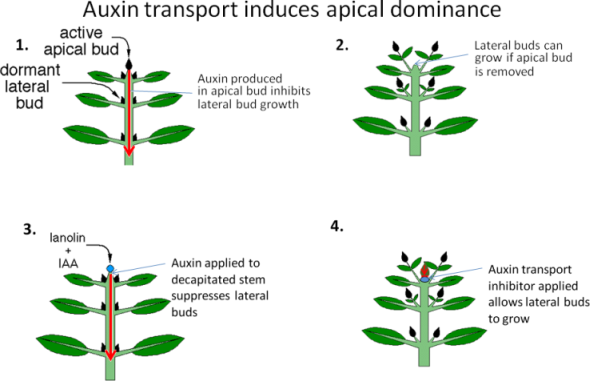 Auxin transport induces apical dominance
1.
active
apical bud
dormant
lateral
bud
Auxin produced
in apical bud inhibits
lateral bud growth
2.
Lateral buds can
grow if apical bud
is removed
3.
lanolin
+
IAA
Auxin applied to
decapitated stem
suppresses lateral
buds
4.
Auxin transport
inhibitor applied
allows lateral buds
to grow